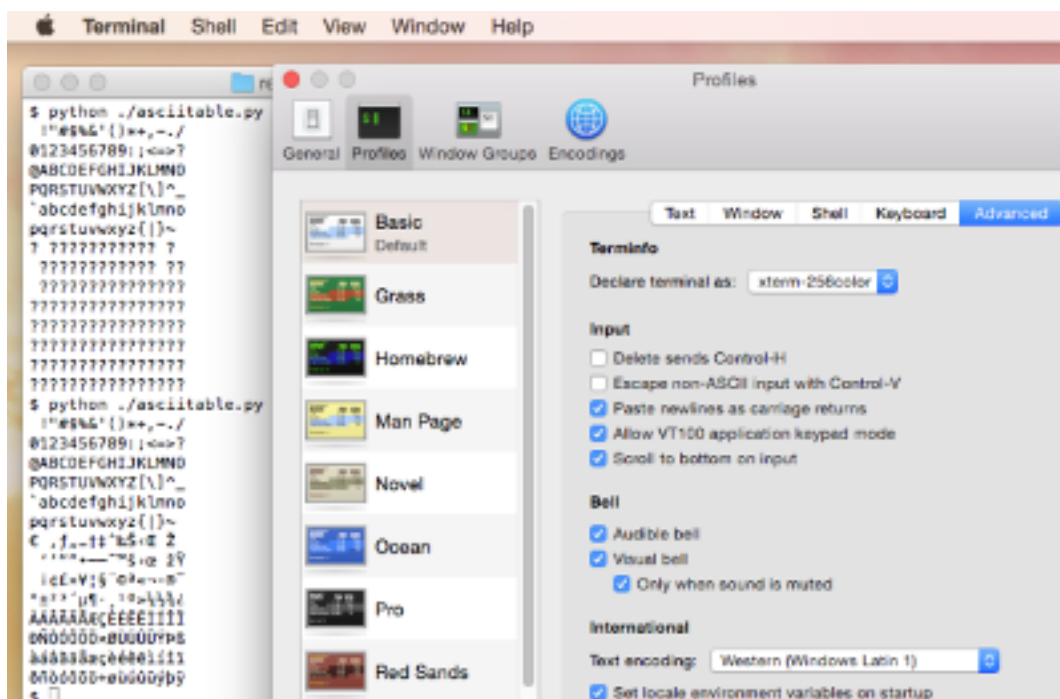 Terminal Shell Edit View Window Help
Profiles
General Profiles Window Groups Encodings
$ python ./asciitable.py
!"#$%&'()*+,-./
0123456789:;<=>?
@ABCDEFGHIJKLMNO
PQRSTUVWXYZ[\]^_
`abcdefghijklmno
pqrstuvwxyz{|}~
? ??????????? ?
???????????? ??
???????????????
????????????????
????????????????
????????????????
????????????????
????????????????
$ python ./asciitable.py
!"#$%&'()*+,-./
0123456789:;<=>?
@ABCDEFGHIJKLMNO
PQRSTUVWXYZ[\]^_
`abcdefghijklmno
pqrstuvwxyz{|}~
$
Basic
Default
Grass
Homebrew
Man Page
Novel
Ocean
Pro
Red Sands
Text Window Shell Keyboard Advanced
Terminfo
Declare terminal as: xterm-256color
Input
Delete sends Control-H
Escape non-ASCII input with Control-V
Paste newlines as carriage returns
Allow VT100 application keypad mode
Scroll to bottom on input
Bell
Audible bell
Visual bell
Only when sound is muted
International
Text encoding: Western (Windows Latin 1)
Set locale environment variables on startup